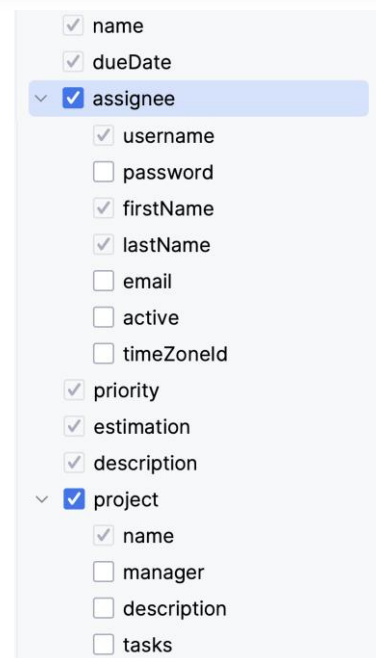 name
dueDate
assignee
username
password
firstName
lastName
email
active
timeZoneId
priority
estimation
description
project
name
manager
description
tasks